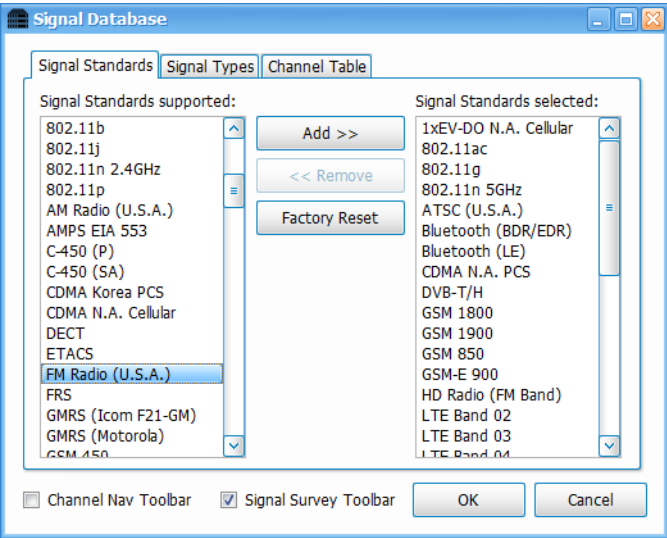 Signal Database
Signal Standards Signal Types Channel Table
Signal Standards supported:
802.11b
802.11j
802.11n 2.4GHz
802.11p
AM Radio (U.S.A.)
AMPS EIA 553
C-450 (P)
C-450 (SA)
CDMA Korea PCS
CDMA N.A. Cellular
DECT
ETACS
FM Radio (U.S.A.)
FRS
GMRS (Icom F21-GM)
GMRS (Motorola)
GSM 450
Add >>
<< Remove
Factory Reset
Signal Standards selected:
1xEV-DO N.A. Cellular
802.11ac
802.11g
802.11n 5GHz
ATSC (U.S.A.)
Bluetooth (BDR/EDR)
Bluetooth (LE)
CDMA N.A. PCS
DVB-T/H
GSM 1800
GSM 1900
GSM 850
GSM-E 900
HD Radio (FM Band)
LTE Band 02
LTE Band 03
LTE Band 04
Channel Nav Toolbar Signal Survey Toolbar OK Cancel